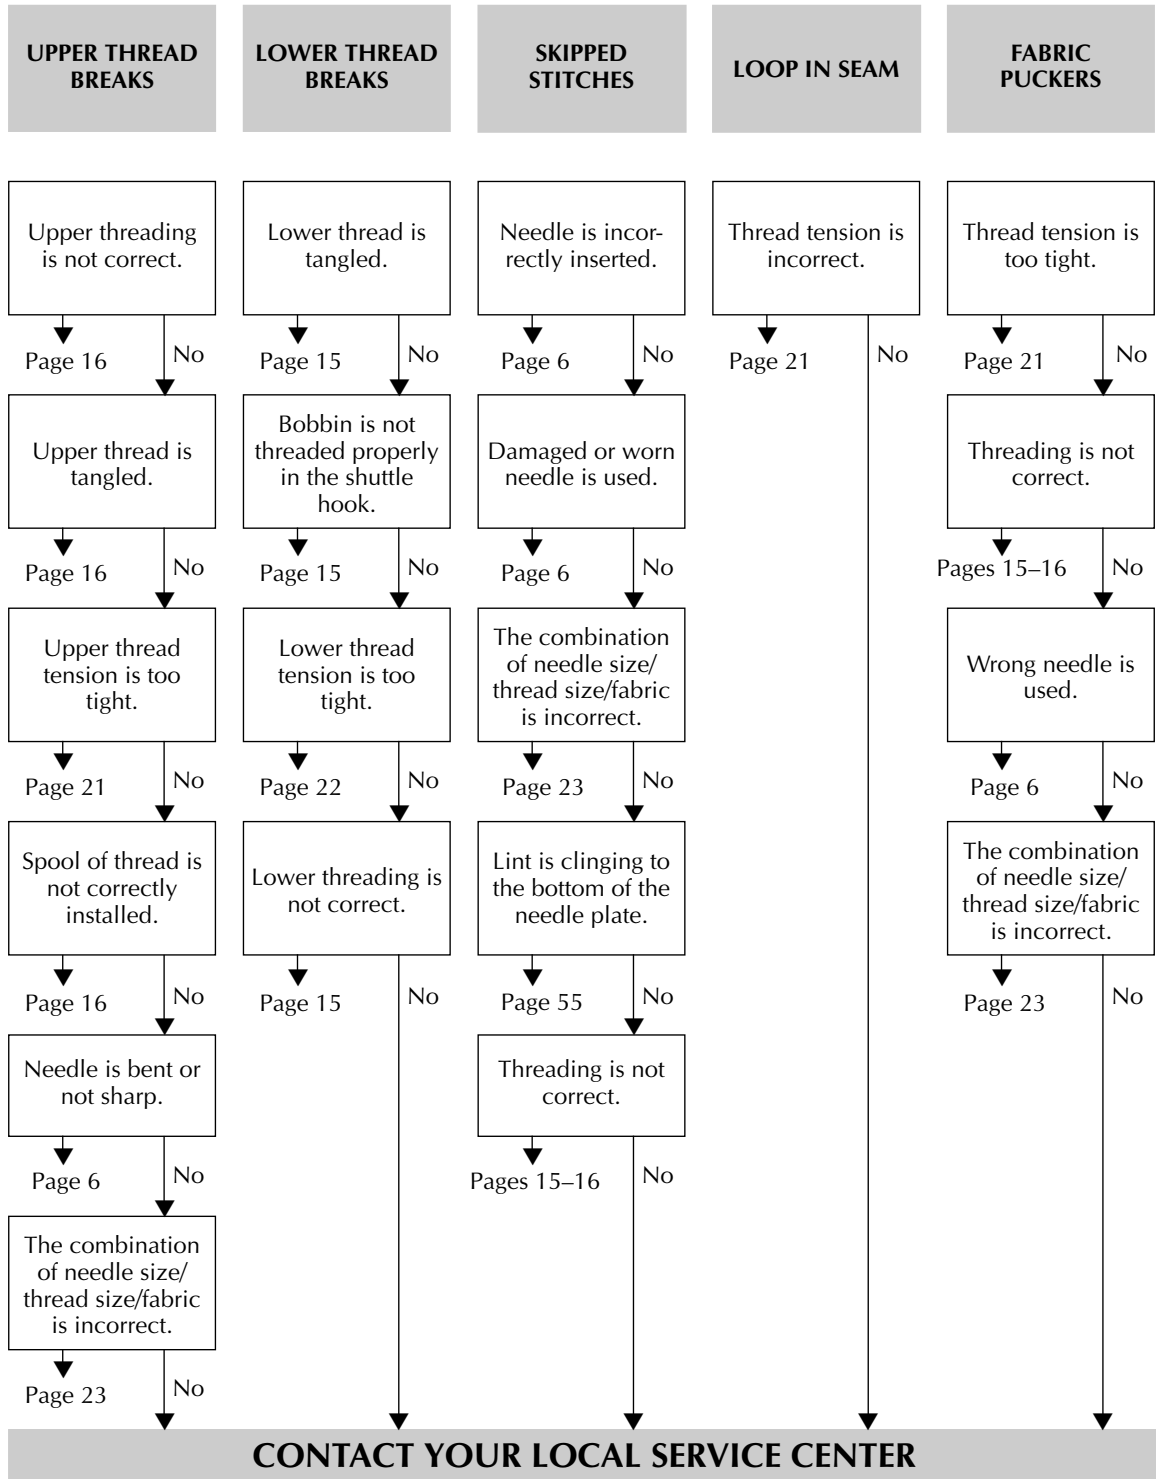 UPPER THREAD
BREAKS
LOWER THREAD
BREAKS
SKIPPED
STITCHES
LOOP IN SEAM
FABRIC
PUCKERS
Upper threading
is not correct.
Page 16
No
Upper thread is
tangled.
Page 16
No
Upper thread
tension is too
tight.
Page 21
No
Spool of thread is
not correctly
installed.
Page 16
No
Needle is bent or
not sharp.
Page 6
No
The combination
of needle size/
thread size/fabric
is incorrect.
Page 23
No
Lower thread is
tangled.
Page 15
No
Bobbin is not
threaded properly
in the shuttle
hook.
Page 15
No
Lower thread
tension is too
tight.
Page 22
No
Lower threading is
not correct.
Page 15
No
Needle is incor-
rectly inserted.
Page 6
No
Damaged or worn
needle is used.
Page 6
No
The combination
of needle size/
thread size/fabric
is incorrect.
Page 23
No
Lint is clinging to
the bottom of the
needle plate.
Page 55
No
Threading is not
correct.
Pages 15–16
No
Thread tension is
incorrect.
Page 21
No
Thread tension is
too tight.
Page 21
No
Threading is not
correct.
Pages 15–16
No
Wrong needle is
used.
Page 6
No
The combination
of needle size/
thread size/fabric
is incorrect.
Page 23
No
CONTACT YOUR LOCAL SERVICE CENTER